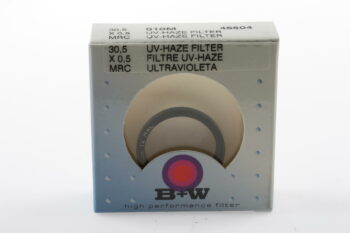 30,5 010M 45604
X 0,5 UV-HAZE FILTER
MRC UV-HAZE FILTER
30,5 UV-HAZE FILTER
X 0,5 FILTRE UV-HAZE
MRC ULTRAVIOLETA
B+W
high performance filter